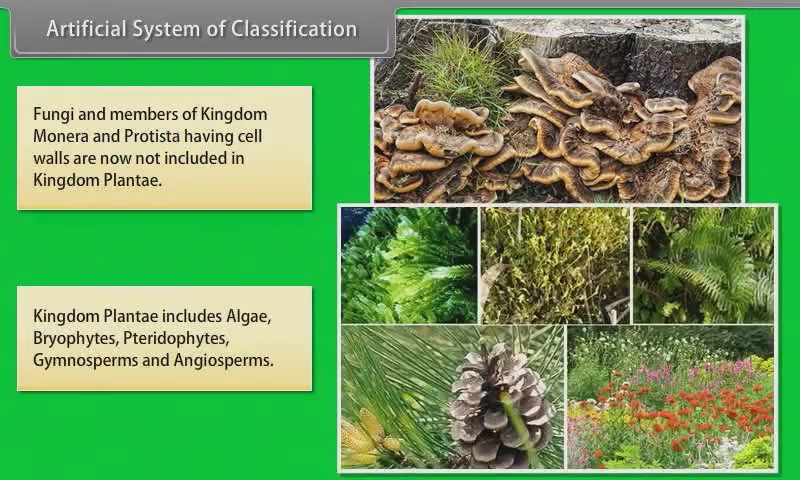 Artificial System of Classification
Fungi and members of Kingdom
Monera and Protista having cell
walls are now not included in
Kingdom Plantae.
Kingdom Plantae includes Algae,
Bryophytes, Pteridophytes,
Gymnosperms and Angiosperms.